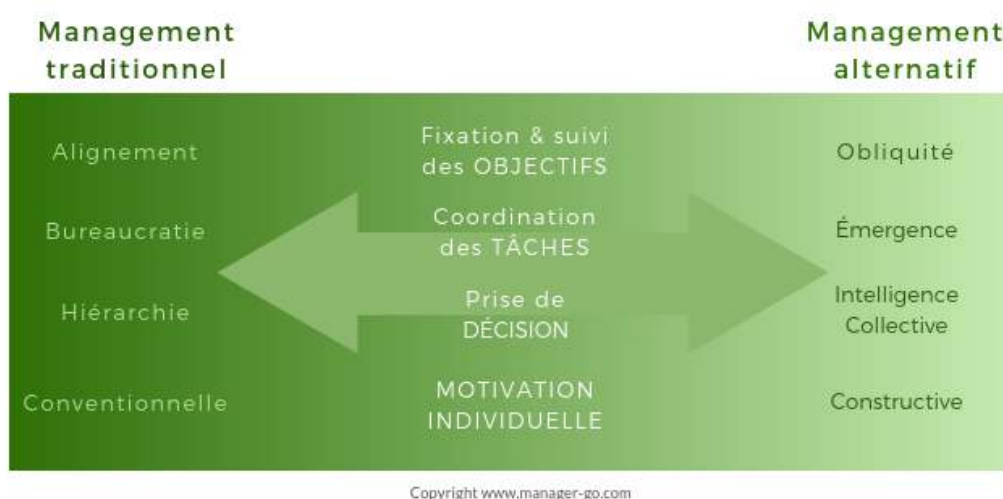 Management
traditionnel
Management
alternatif
Alignement
Fixation & suivi
des OBJECTIFS
Obliquité
Bureaucratie
Coordination
des TÂCHES
Émergence
Hiérarchie
Prise de
DÉCISION
Intelligence
Collective
Conventionnelle
MOTIVATION
INDIVIDUELLE
Constructive
Copyright www.manager-go.com